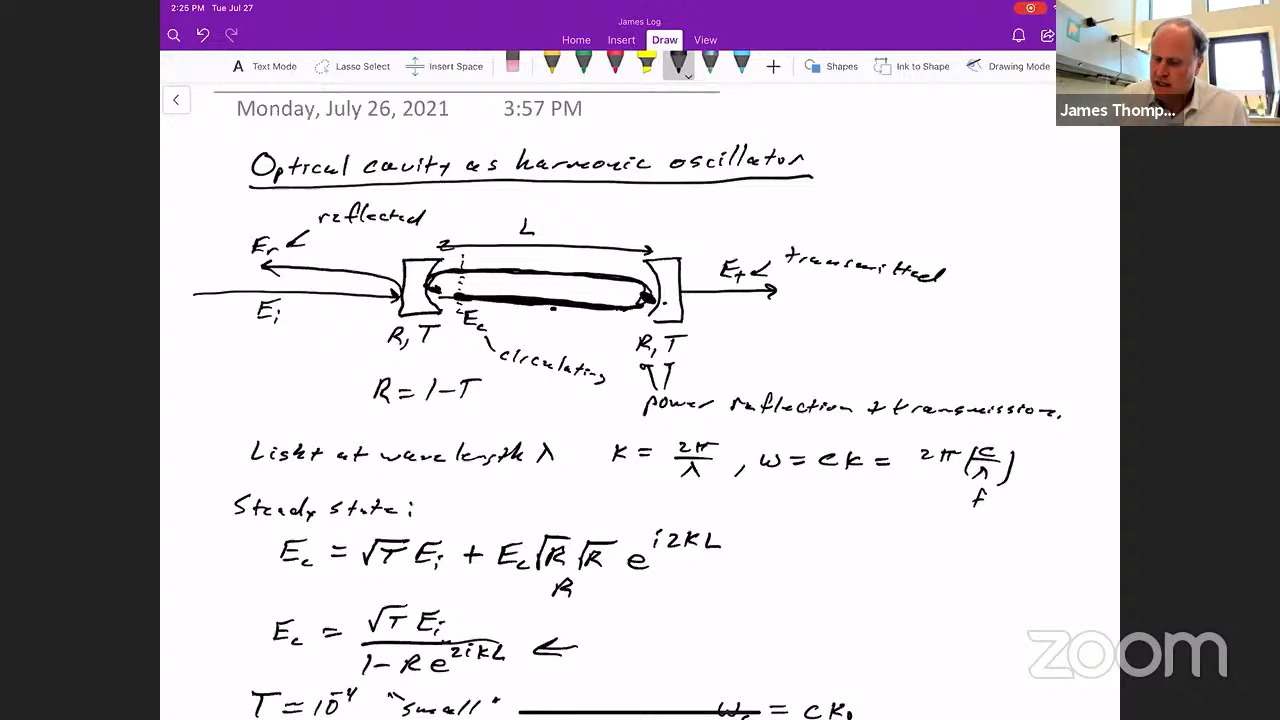 2:25 PM Tue Jul 27
James Log
Home Insert Draw View
A Text Mode Lasso Select Insert Space Shapes Ink to Shape Drawing Mode
James Thomp...
Monday, July 26, 2021 3:57 PM
Optical cavity as harmonic oscillator
reflected
L
Er
z
Et
transmitted
Ei
Ec
R, T
R, T
circulating
R = 1-T
power reflection & transmission.
Light at wavelength λ k = 2π/λ, ω = ck = 2π(c/λ)
f
Steady state:
Ec = √T Ei + Ec √R √R e^{i2kL}
R
Ec = √T Ei / (1 - R e^{2ikL}) ⇐
T = 10^{-4} "small"
= ck₀
zoom